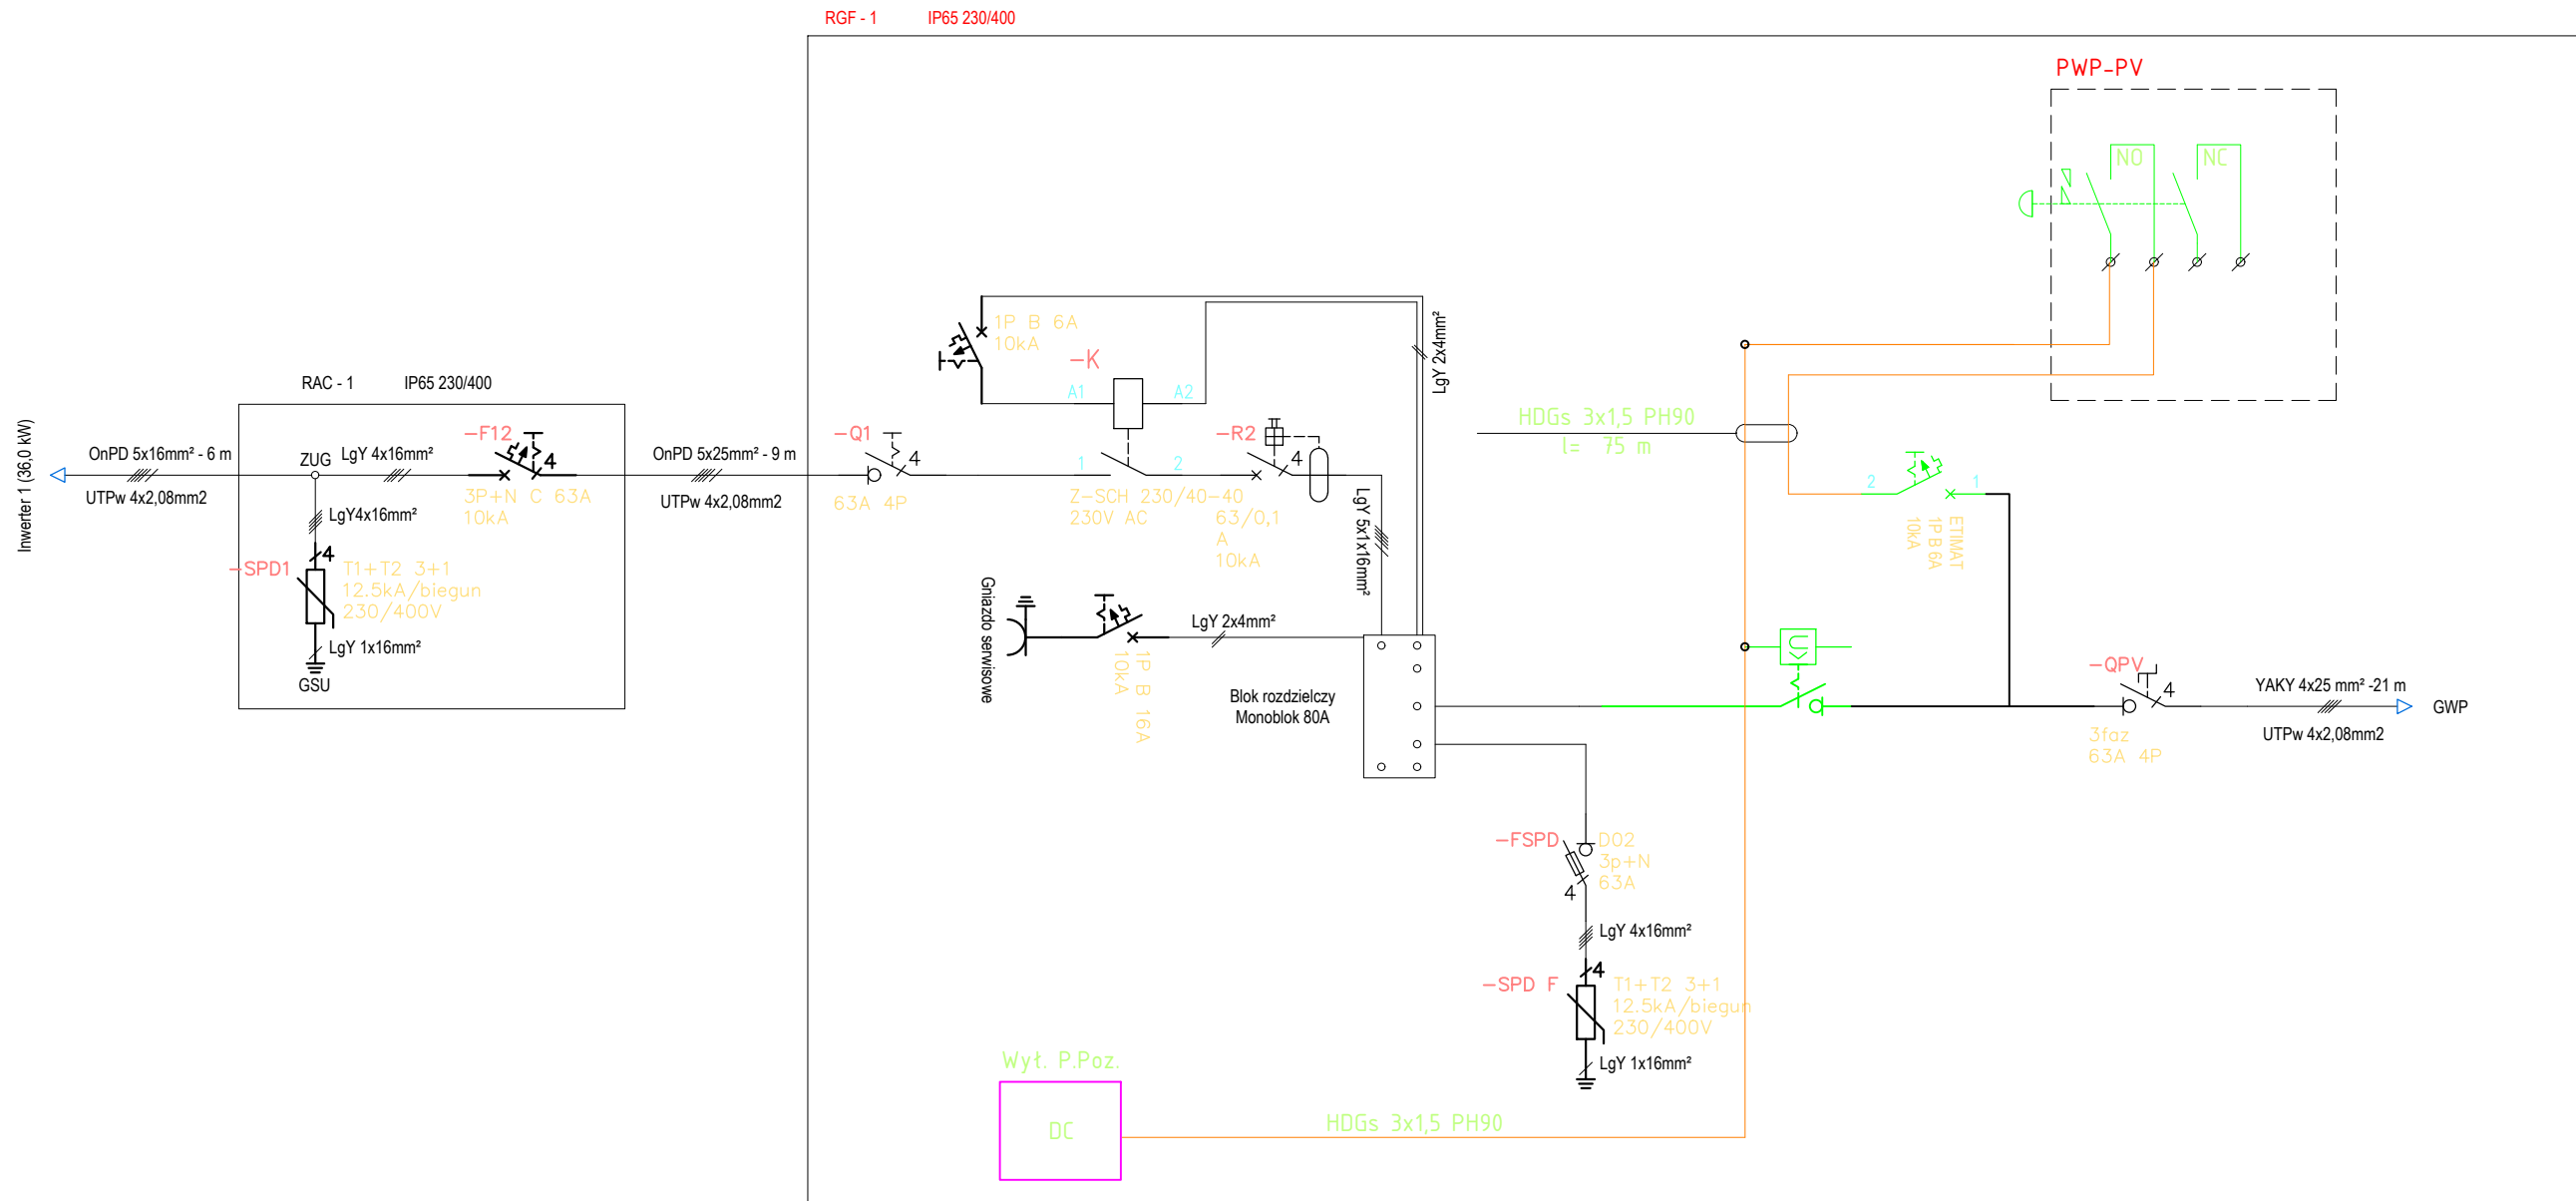 RGF - 1 IP65 230/400
PWP-PV
NO NC
1P B 6A
10kA
-K
A1 A2
LgY 2x4mm²
HDGs 3x1,5 PH90
l= 75 m
RAC - 1 IP65 230/400
Inwerter 1 (36,0 kW)
OnPD 5x16mm² - 6 m
UTPw 4x2,08mm2
ZUG
LgY 4x16mm²
-F12
4
3P+N C 63A
10kA
OnPD 5x25mm² - 9 m
UTPw 4x2,08mm2
-Q1
4
63A 4P
1 2
Z-SCH 230/40-40
230V AC
-R2
4
63/0,1
A
10kA
LgY 5x1x16mm²
2 1
ETIMAT
1P B 6A
10kA
LgY4x16mm²
4
-SPD1
T1+T2 3+1
12.5kA/biegun
230/400V
LgY 1x16mm²
GSU
Gniazdo serwisowe
1P B 16A
10kA
LgY 2x4mm²
Blok rozdzielczy
Monoblok 80A
U<
-QPV
4
3faz
63A 4P
YAKY 4x25 mm² -21 m
UTPw 4x2,08mm2
GWP
-FSPD
D02
3p+N
63A
4
LgY 4x16mm²
4
-SPD F
T1+T2 3+1
12.5kA/biegun
230/400V
LgY 1x16mm²
Wył. P.Poż.
DC
HDGs 3x1,5 PH90